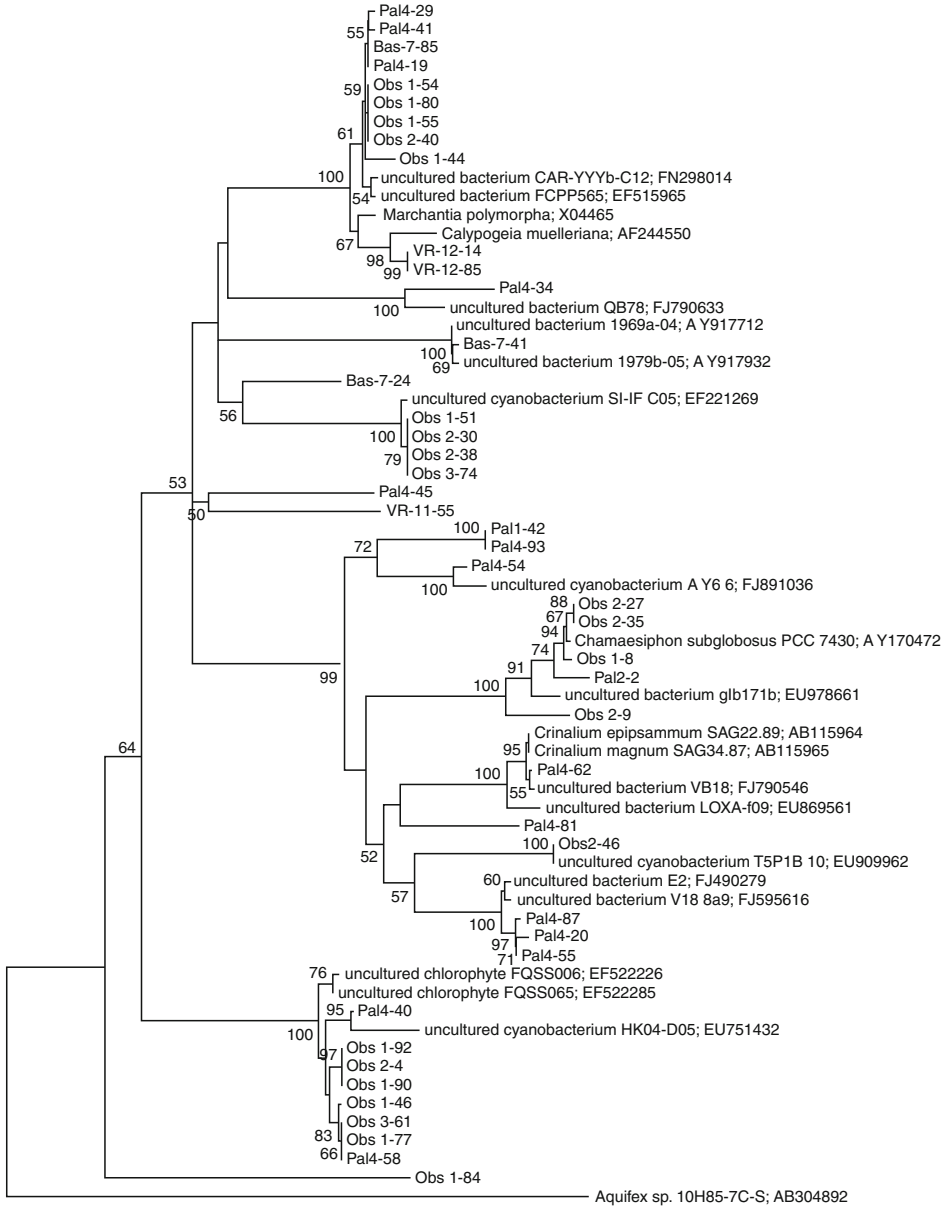 Pal4-29
55
Pal4-41
Bas-7-85
Pal4-19
59
Obs 1-54
Obs 1-80
Obs 1-55
61
Obs 2-40
Obs 1-44
100
uncultured bacterium CAR-YYYb-C12; FN298014
54
uncultured bacterium FCPP565; EF515965
Marchantia polymorpha; X04465
67
Calypogeia muelleriana; AF244550
98
VR-12-14
99
VR-12-85
Pal4-34
100
uncultured bacterium QB78; FJ790633
uncultured bacterium 1969a-04; A Y917712
Bas-7-41
100
69
uncultured bacterium 1979b-05; A Y917932
Bas-7-24
56
uncultured cyanobacterium SI-IF C05; EF221269
Obs 1-51
100
Obs 2-30
79
Obs 2-38
Obs 3-74
53
Pal4-45
50
VR-11-55
100
Pal1-42
72
Pal4-93
Pal4-54
100
uncultured cyanobacterium A Y6 6; FJ891036
88
Obs 2-27
67
Obs 2-35
94
Chamaesiphon subglobosus PCC 7430; A Y170472
74
Obs 1-8
91
Pal2-2
99
100
uncultured bacterium glb171b; EU978661
Obs 2-9
Crinalium epipsammum SAG22.89; AB115964
95
Crinalium magnum SAG34.87; AB115965
64
100
Pal4-62
55
uncultured bacterium VB18; FJ790546
uncultured bacterium LOXA-f09; EU869561
Pal4-81
52
100
Obs2-46
uncultured cyanobacterium T5P1B 10; EU909962
60
uncultured bacterium E2; FJ490279
57
uncultured bacterium V18 8a9; FJ595616
100
Pal4-87
97
Pal4-20
71
Pal4-55
76
uncultured chlorophyte FQSS006; EF522226
uncultured chlorophyte FQSS065; EF522285
95
Pal4-40
100
uncultured cyanobacterium HK04-D05; EU751432
97
Obs 1-92
Obs 2-4
Obs 1-90
Obs 1-46
Obs 3-61
83
Obs 1-77
66
Pal4-58
Obs 1-84
Aquifex sp. 10H85-7C-S; AB304892